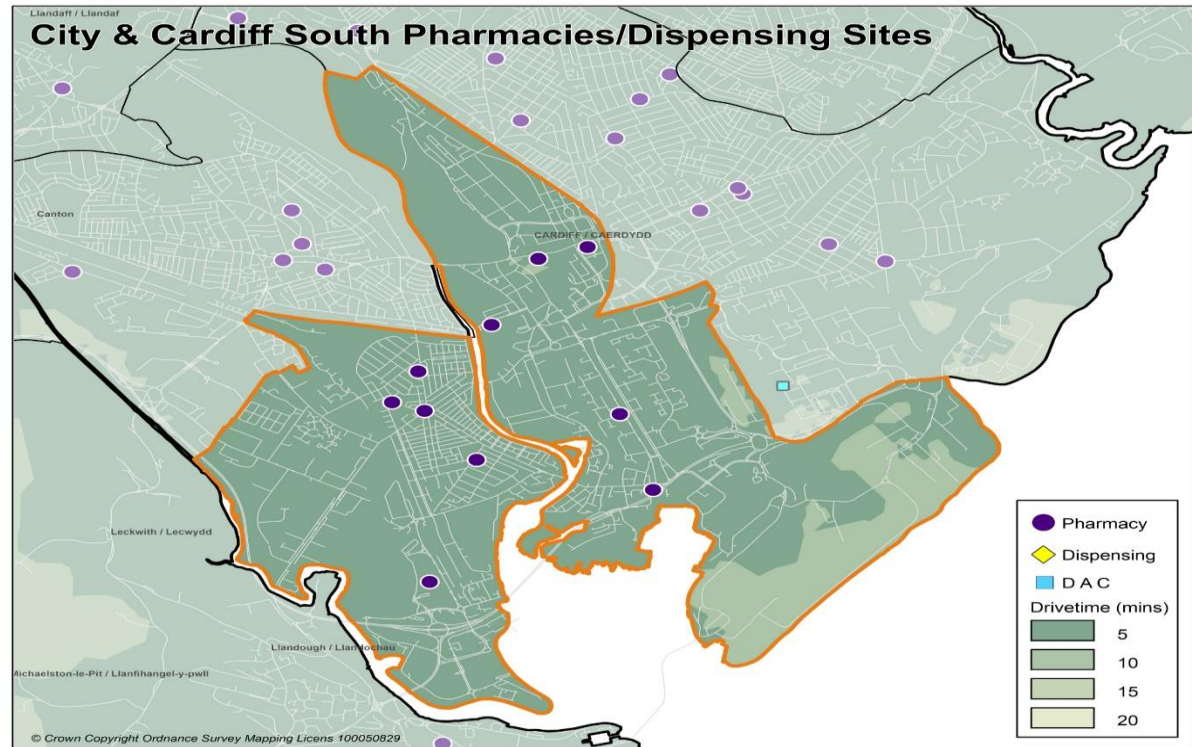 Llandaff / Llandaf
City & Cardiff South Pharmacies/Dispensing Sites
Canton
CARDIFF / CAERDYDD
Leckwith / Lecwydd
Llandough / Llandochau
Michaelston-le-Pit / Llanfihangel-y-pwll
Pharmacy
Dispensing
D A C
Drivetime (mins)
5
10
15
20
© Crown Copyright Ordnance Survey Mapping Licens 100050829